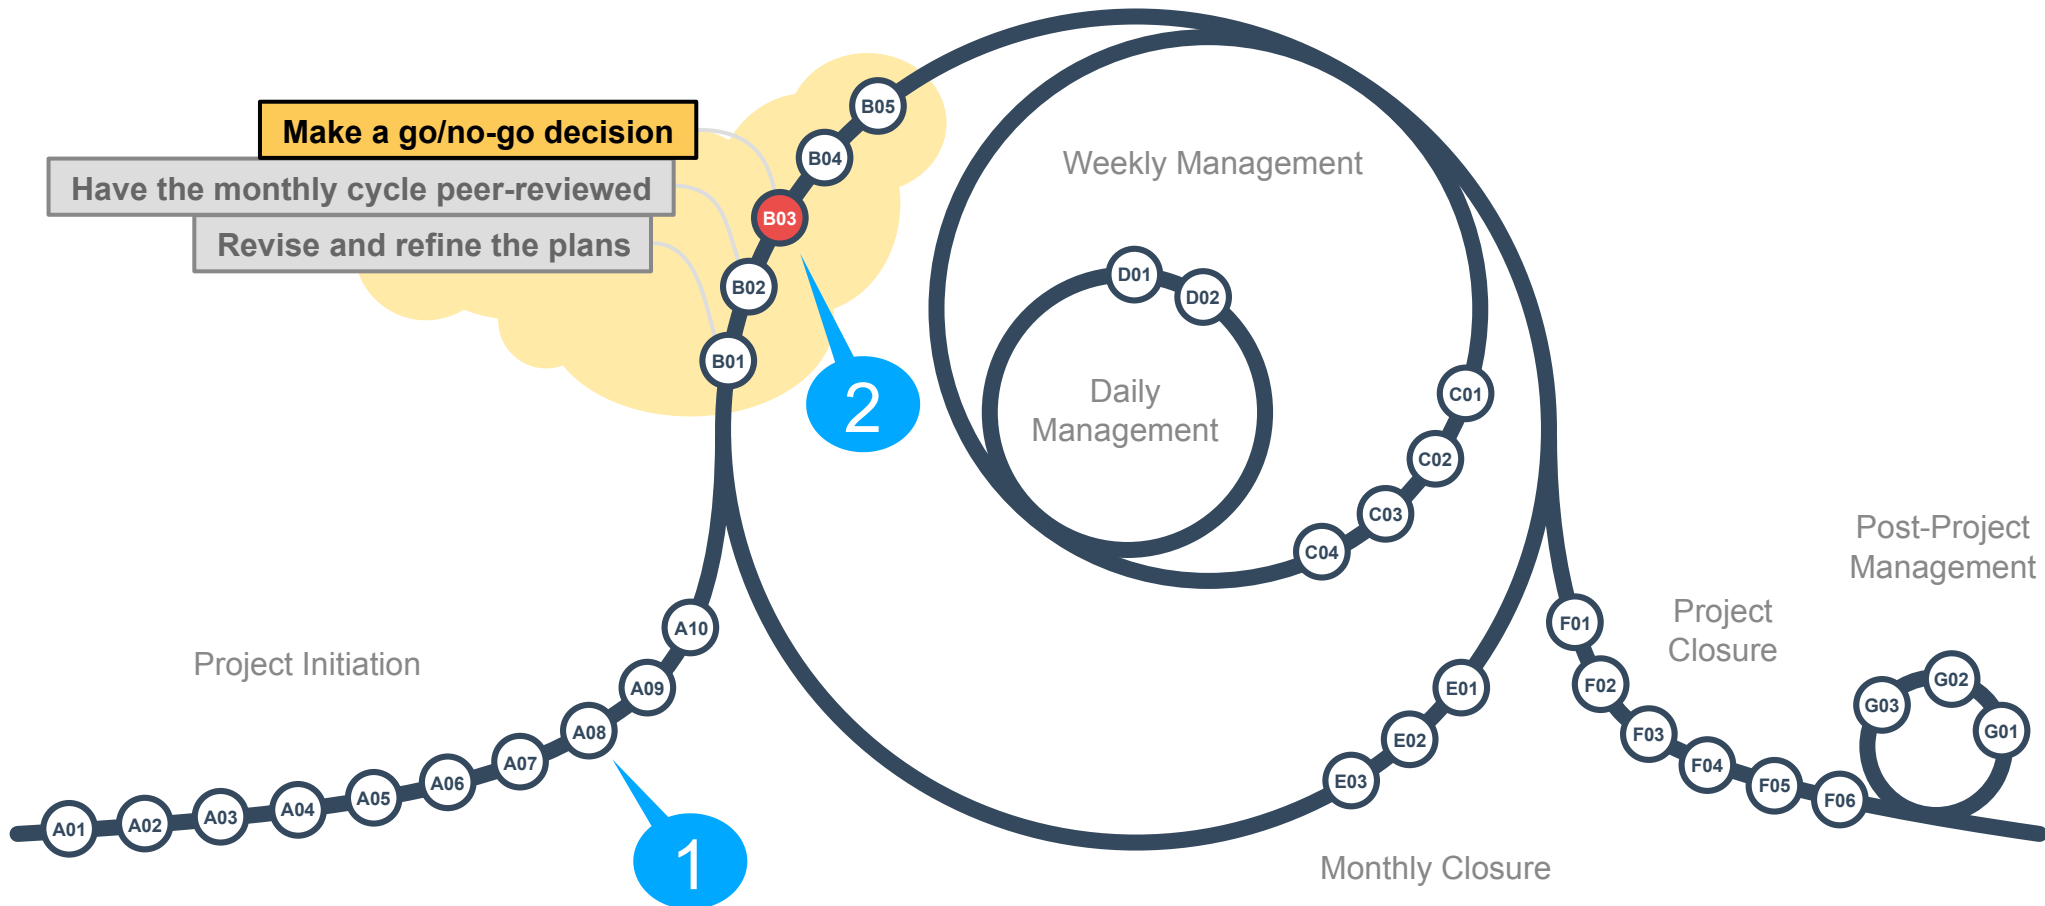 Make a go/no-go decision
Have the monthly cycle peer-reviewed
Revise and refine the plans
B05
B04
B03
B02
B01
2
Weekly Management
D01
D02
Daily
Management
C01
C02
C03
C04
Project Initiation
A01
A02
A03
A04
A05
A06
A07
A08
A09
A10
1
E01
E02
E03
Monthly Closure
F01
F02
F03
F04
F05
F06
Project
Closure
Post-Project
Management
G03
G02
G01